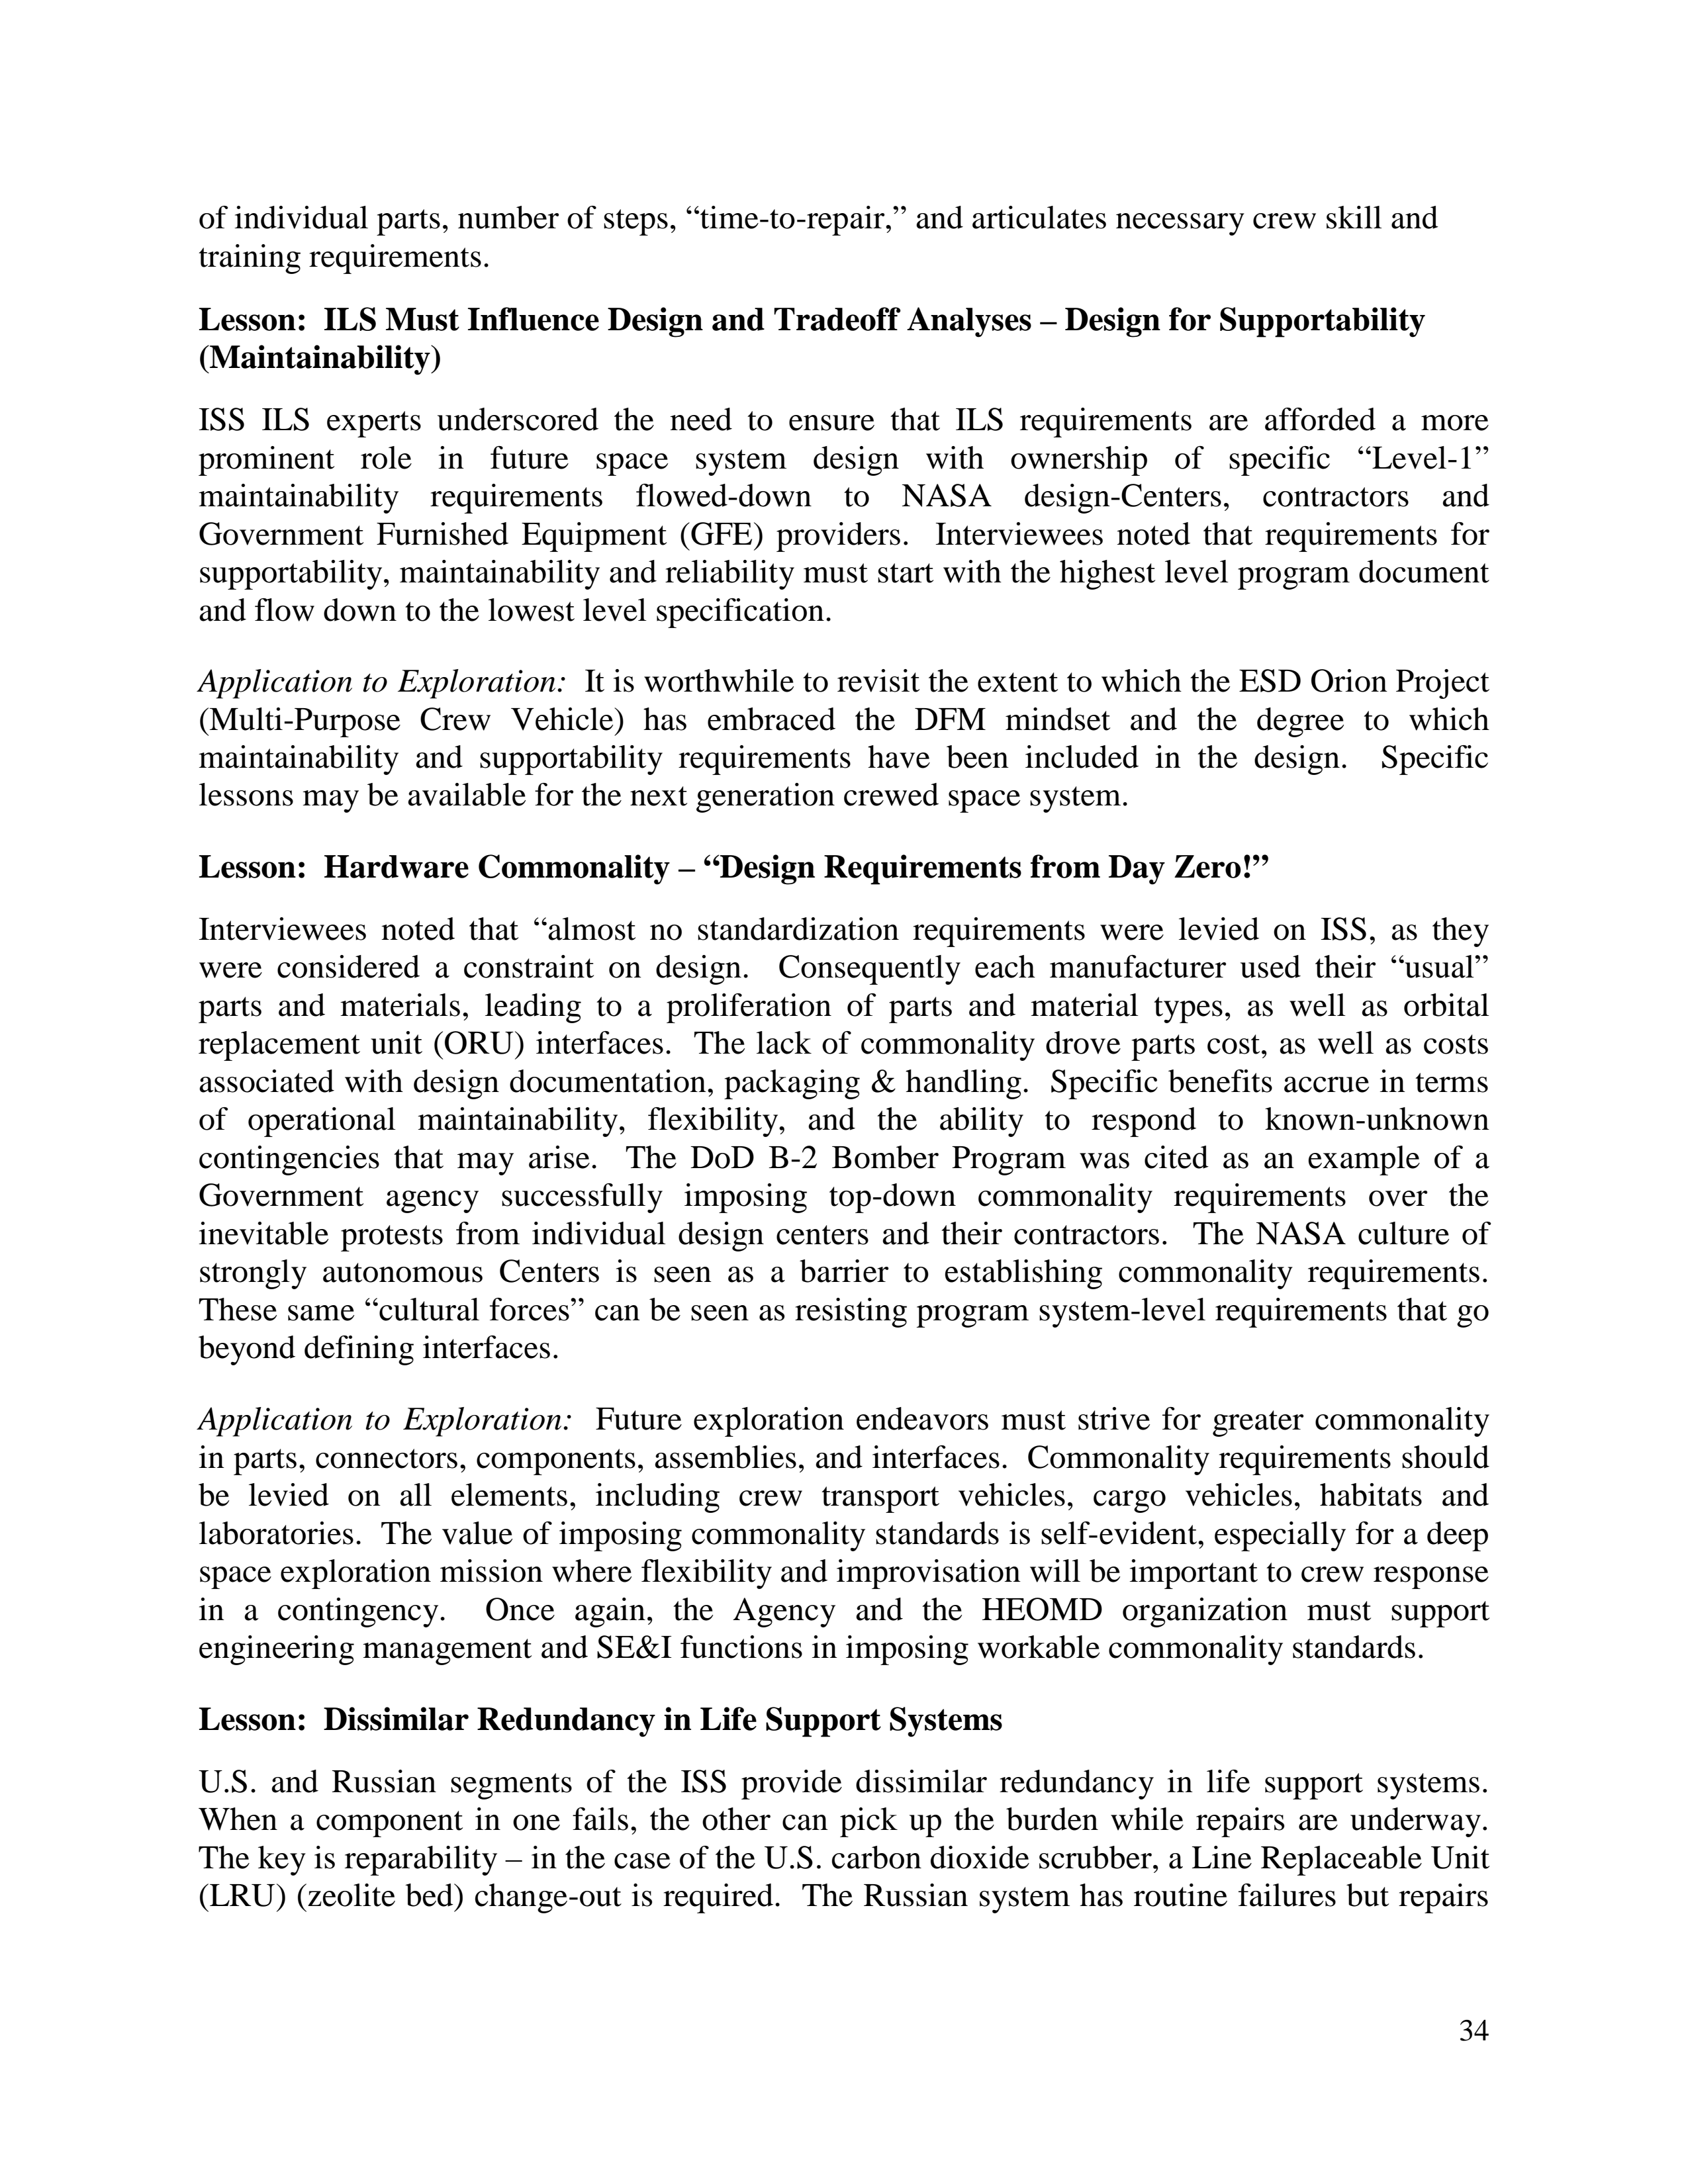 of individual parts, number of steps, “time-to-repair,” and articulates necessary crew skill and
training requirements.
Lesson:  ILS Must Influence Design and Tradeoff Analyses – Design for Supportability
(Maintainability)
ISS ILS experts underscored the need to ensure that ILS requirements are afforded a more
prominent role in future space system design with ownership of specific “Level-1”
maintainability requirements flowed-down to NASA design-Centers, contractors and
Government Furnished Equipment (GFE) providers.  Interviewees noted that requirements for
supportability, maintainability and reliability must start with the highest level program document
and flow down to the lowest level specification.
Application to Exploration:  It is worthwhile to revisit the extent to which the ESD Orion Project
(Multi-Purpose Crew Vehicle) has embraced the DFM mindset and the degree to which
maintainability and supportability requirements have been included in the design.  Specific
lessons may be available for the next generation crewed space system.
Lesson:  Hardware Commonality – “Design Requirements from Day Zero!”
Interviewees noted that “almost no standardization requirements were levied on ISS, as they
were considered a constraint on design.  Consequently each manufacturer used their “usual”
parts and materials, leading to a proliferation of parts and material types, as well as orbital
replacement unit (ORU) interfaces.  The lack of commonality drove parts cost, as well as costs
associated with design documentation, packaging & handling.  Specific benefits accrue in terms
of operational maintainability, flexibility, and the ability to respond to known-unknown
contingencies that may arise.  The DoD B-2 Bomber Program was cited as an example of a
Government agency successfully imposing top-down commonality requirements over the
inevitable protests from individual design centers and their contractors.  The NASA culture of
strongly autonomous Centers is seen as a barrier to establishing commonality requirements.
These same “cultural forces” can be seen as resisting program system-level requirements that go
beyond defining interfaces.
Application to Exploration:  Future exploration endeavors must strive for greater commonality
in parts, connectors, components, assemblies, and interfaces.  Commonality requirements should
be levied on all elements, including crew transport vehicles, cargo vehicles, habitats and
laboratories.  The value of imposing commonality standards is self-evident, especially for a deep
space exploration mission where flexibility and improvisation will be important to crew response
in a contingency.  Once again, the Agency and the HEOMD organization must support
engineering management and SE&I functions in imposing workable commonality standards.
Lesson:  Dissimilar Redundancy in Life Support Systems
U.S. and Russian segments of the ISS provide dissimilar redundancy in life support systems.
When a component in one fails, the other can pick up the burden while repairs are underway.
The key is reparability – in the case of the U.S. carbon dioxide scrubber, a Line Replaceable Unit
(LRU) (zeolite bed) change-out is required.  The Russian system has routine failures but repairs
34